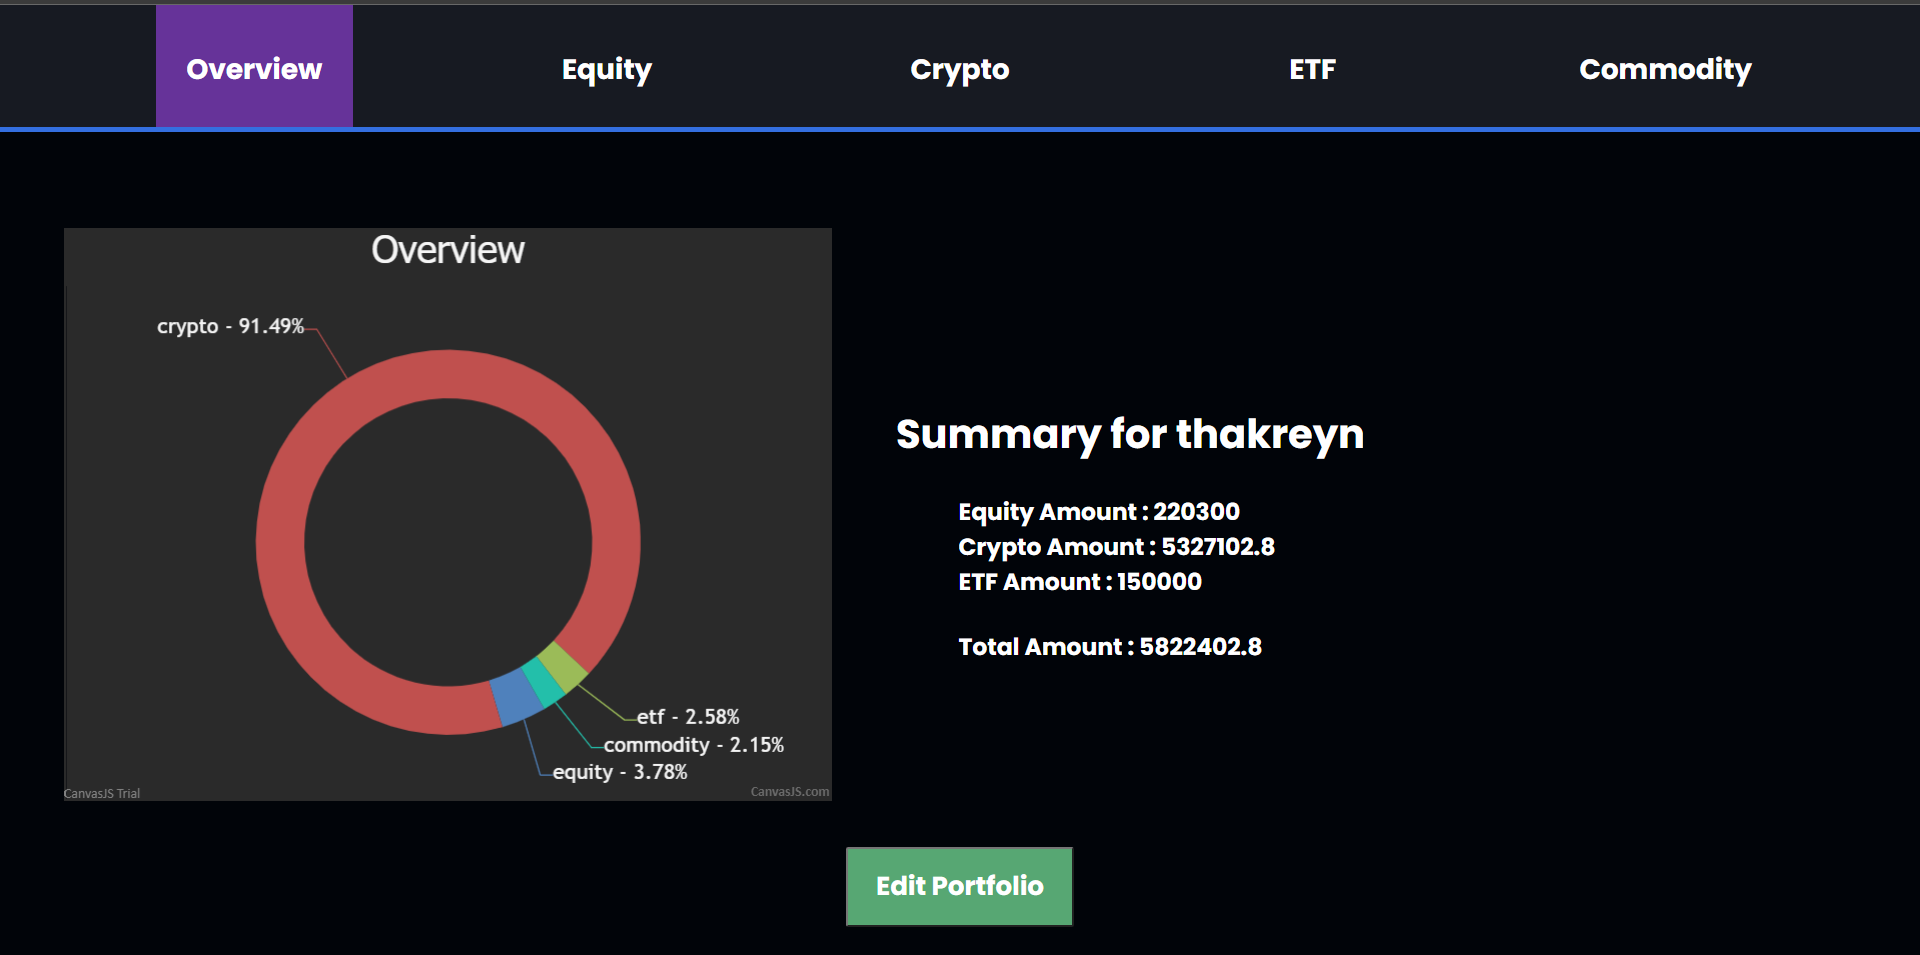 Overview Equity Crypto ETF Commodity
Overview
crypto - 91.49%
etf - 2.58%
commodity - 2.15%
equity - 3.78%
CanvasJS Trial
CanvasJS.com
Summary for thakreyn
Equity Amount : 220300
Crypto Amount : 5327102.8
ETF Amount : 150000
Total Amount : 5822402.8
Edit Portfolio